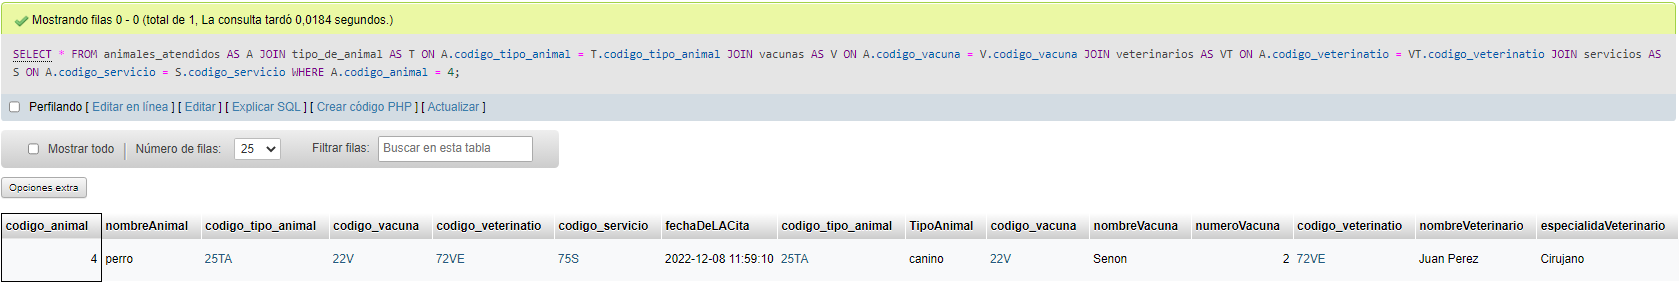 Mostrando filas 0 - 0 (total de 1, La consulta tardó 0,0184 segundos.)
SELECT * FROM animales_atendidos AS A JOIN tipo_de_animal AS T ON A.codigo_tipo_animal = T.codigo_tipo_animal JOIN vacunas AS V ON A.codigo_vacuna = V.codigo_vacuna JOIN veterinarios AS VT ON A.codigo_veterinatio = VT.codigo_veterinatio JOIN servicios AS
S ON A.codigo_servicio = S.codigo_servicio WHERE A.codigo_animal = 4;
Perfilando [ Editar en línea ] [ Editar ] [ Explicar SQL ] [ Crear código PHP ] [ Actualizar ]
Mostrar todo | Número de filas: 25 Filtrar filas: Buscar en esta tabla
Opciones extra
codigo_animal nombreAnimal codigo_tipo_animal codigo_vacuna codigo_veterinatio codigo_servicio fechaDeLACita codigo_tipo_animal TipoAnimal codigo_vacuna nombreVacuna numeroVacuna codigo_veterinatio nombreVeterinario especialidaVeterinario
4 perro 25TA 22V 72VE 75S 2022-12-08 11:59:10 25TA canino 22V Senon 2 72VE Juan Perez Cirujano